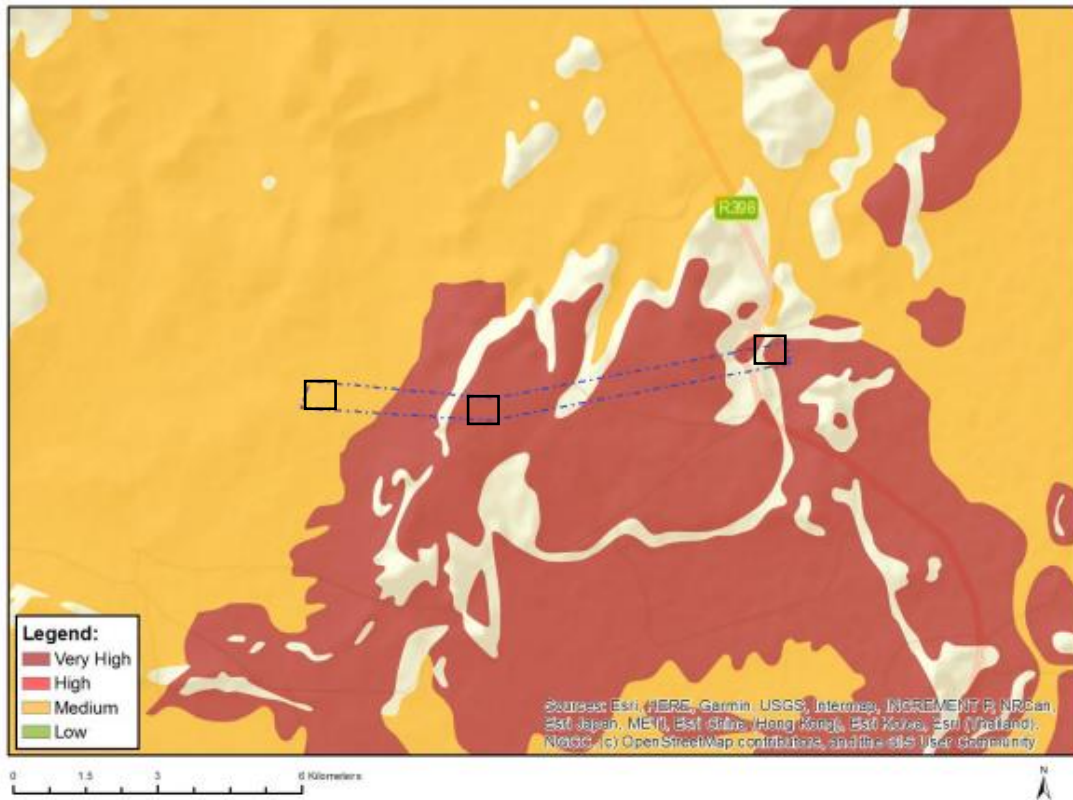 R398
Legend:
Very High
High
Medium
Low
Sources: Esri, HERE, Garmin, USGS, Intermap, INCREMENT P, NRCan,
Esri Japan, METI, Esri China (Hong Kong), Esri Korea, Esri (Thailand),
NGCC, (c) OpenStreetMap contributors, and the GIS User Community
0 1.5 3 6 Kilometers
N